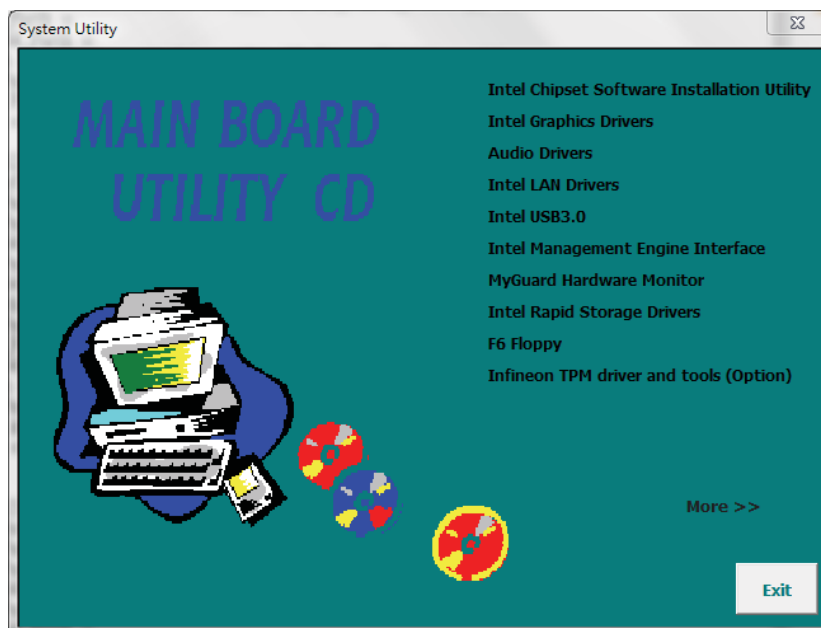 System Utility
MAIN BOARD
UTILITY CD
Intel Chipset Software Installation Utility
Intel Graphics Drivers
Audio Drivers
Intel LAN Drivers
Intel USB3.0
Intel Management Engine Interface
MyGuard Hardware Monitor
Intel Rapid Storage Drivers
F6 Floppy
Infineon TPM driver and tools (Option)
More >>
Exit